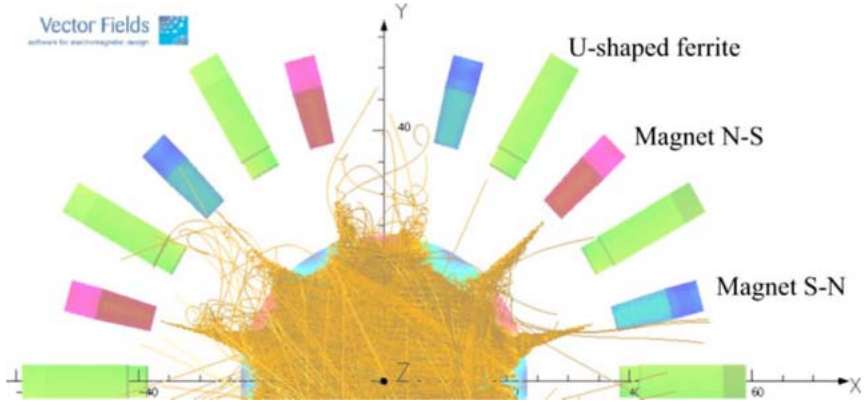 Vector Fields
software for electromagnetic design
Y
U-shaped ferrite
40
Magnet N-S
Magnet S-N
Z
-40
40
60
X